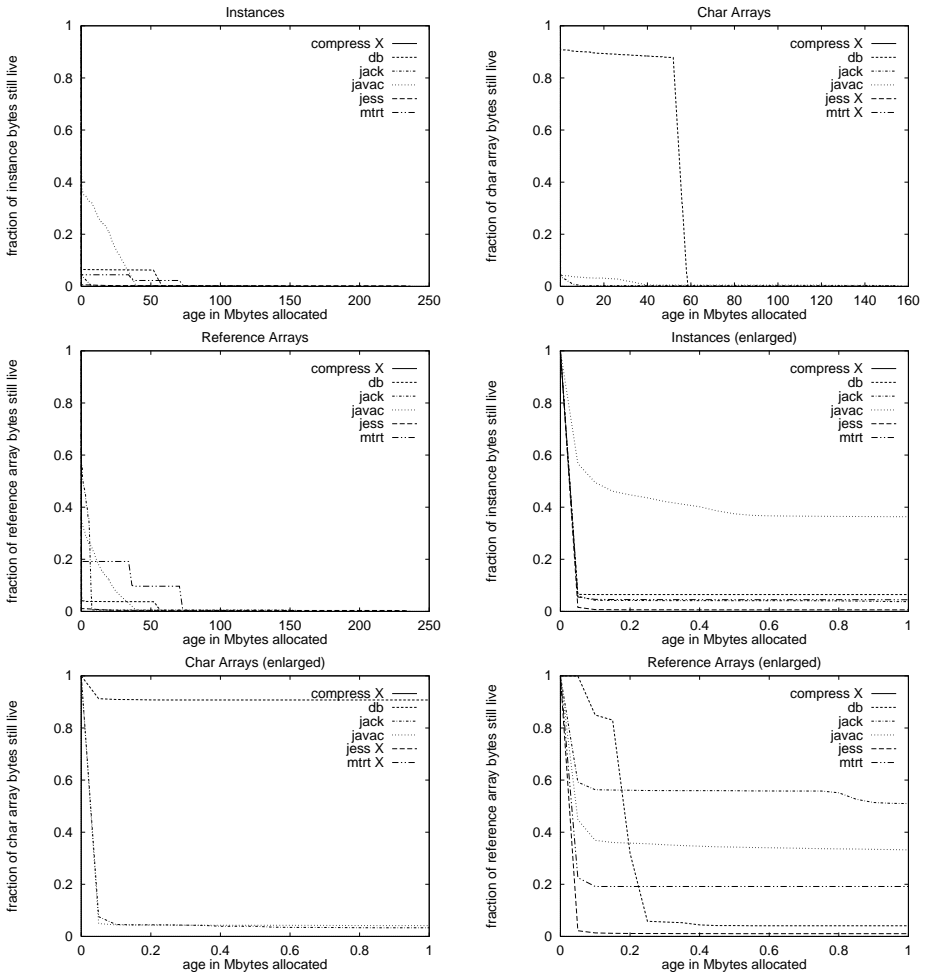 Instances
fraction of instance bytes still live
1
0.8
0.6
0.4
0.2
0
compress X
db
jack
javac
jess
mtrt
0 50 100 150 200 250
age in Mbytes allocated
Char Arrays
fraction of char array bytes still live
1
0.8
0.6
0.4
0.2
0
compress X
db
jack
javac
jess X
mtrt X
0 20 40 60 80 100 120 140 160
age in Mbytes allocated
Reference Arrays
fraction of reference array bytes still live
1
0.8
0.6
0.4
0.2
0
compress X
db
jack
javac
jess
mtrt
0 50 100 150 200 250
age in Mbytes allocated
Instances (enlarged)
fraction of instance bytes still live
1
0.8
0.6
0.4
0.2
0
compress X
db
jack
javac
jess
mtrt
0 0.2 0.4 0.6 0.8 1
age in Mbytes allocated
Char Arrays (enlarged)
fraction of char array bytes still live
1
0.8
0.6
0.4
0.2
0
compress X
db
jack
javac
jess X
mtrt X
0 0.2 0.4 0.6 0.8 1
age in Mbytes allocated
Reference Arrays (enlarged)
fraction of reference array bytes still live
1
0.8
0.6
0.4
0.2
0
compress X
db
jack
javac
jess
mtrt
0 0.2 0.4 0.6 0.8 1
age in Mbytes allocated